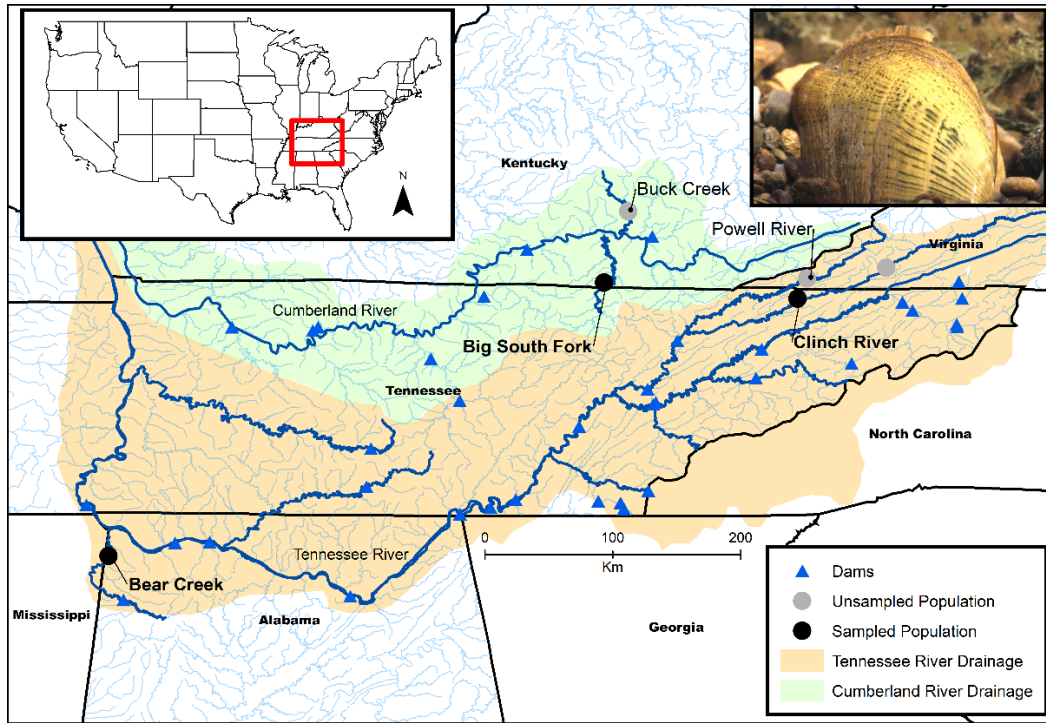 N
Kentucky
Buck Creek
Powell River
Virginia
Cumberland River
Big South Fork
Clinch River
Tennessee
North Carolina
Tennessee River
0
100
200
Km
Bear Creek
Mississippi
Alabama
Georgia
Dams
Unsampled Population
Sampled Population
Tennessee River Drainage
Cumberland River Drainage